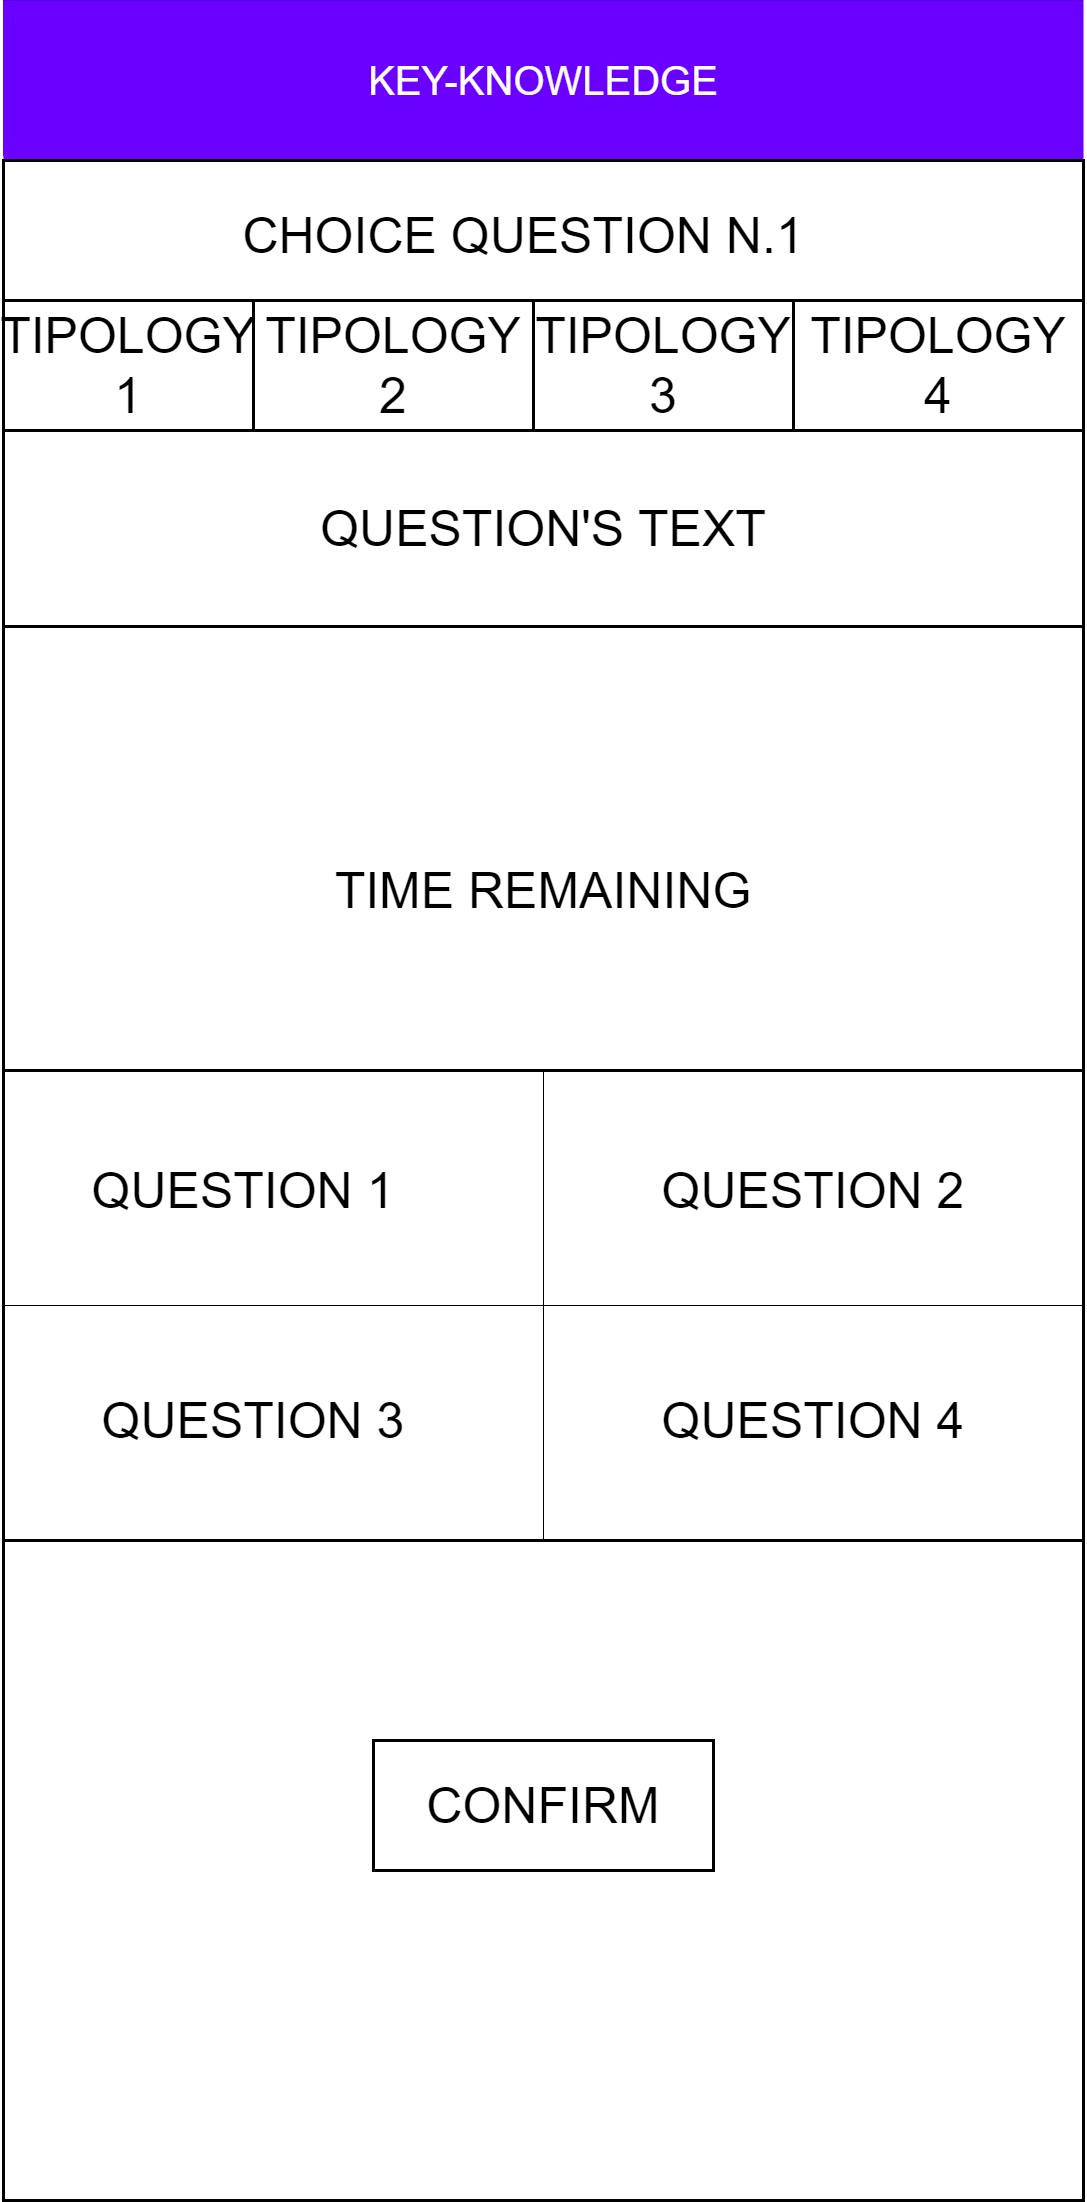 KEY-KNOWLEDGE
CHOICE QUESTION N.1
TIPOLOGY
1
TIPOLOGY
2
TIPOLOGY
3
TIPOLOGY
4
QUESTION'S TEXT
TIME REMAINING
QUESTION 1
QUESTION 2
QUESTION 3
QUESTION 4
CONFIRM